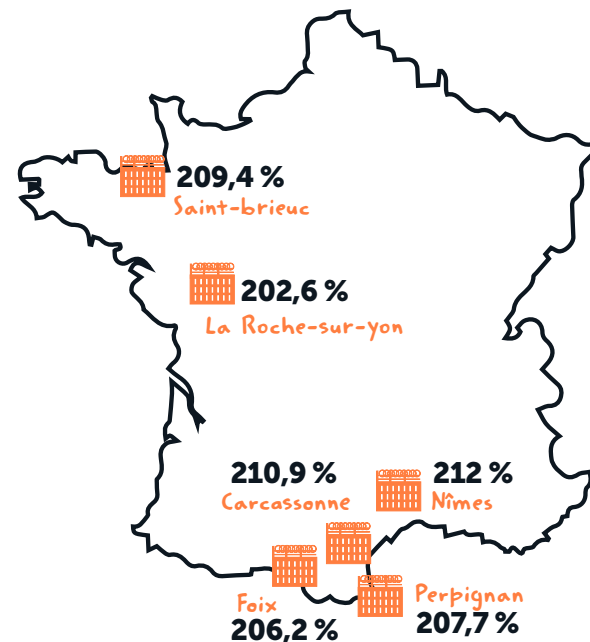 209,4 %
Saint-brieuc
202,6 %
La Roche-sur-yon
210,9 %
Carcassonne
212 %
Nîmes
Foix
206,2 %
Perpignan
207,7 %